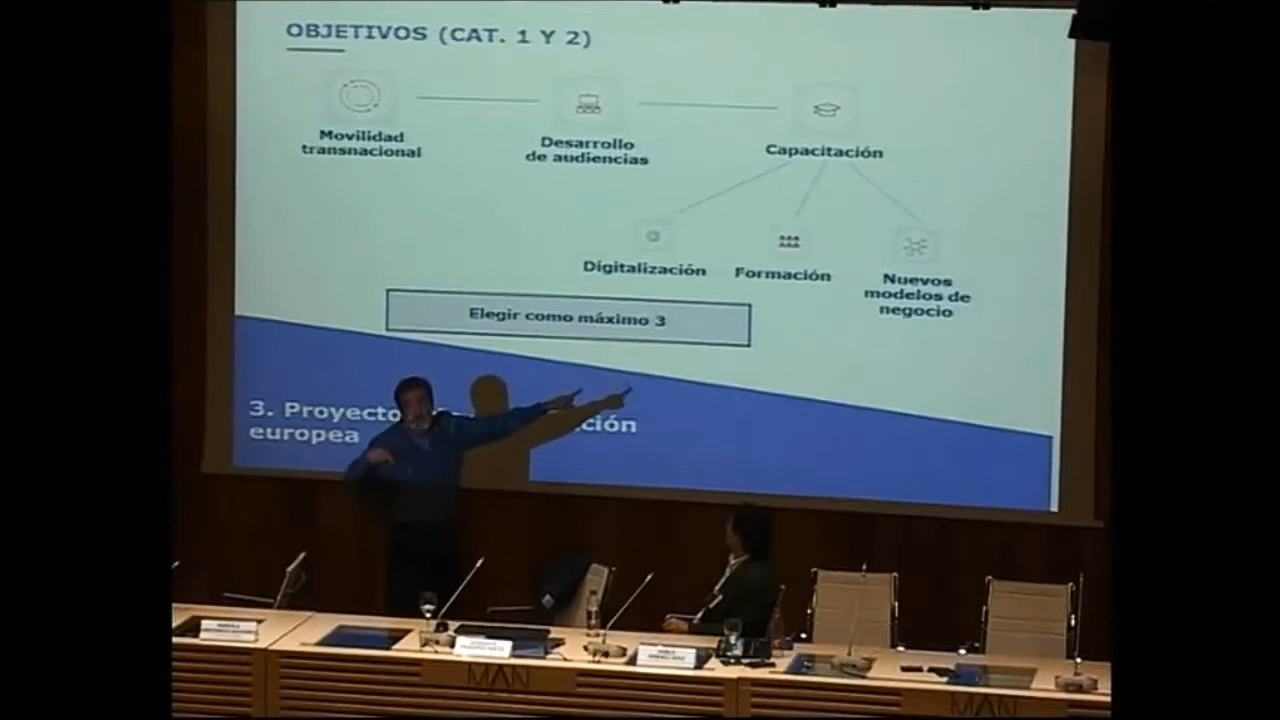 OBJETIVOS (CAT. 1 Y 2)
Movilidad
transnacional
Desarrollo
de audiencias
Capacitación
Digitalización
Formación
Nuevos
modelos de
negocio
Elegir como máximo 3
3. Proyecto
europea
MAN
MAN